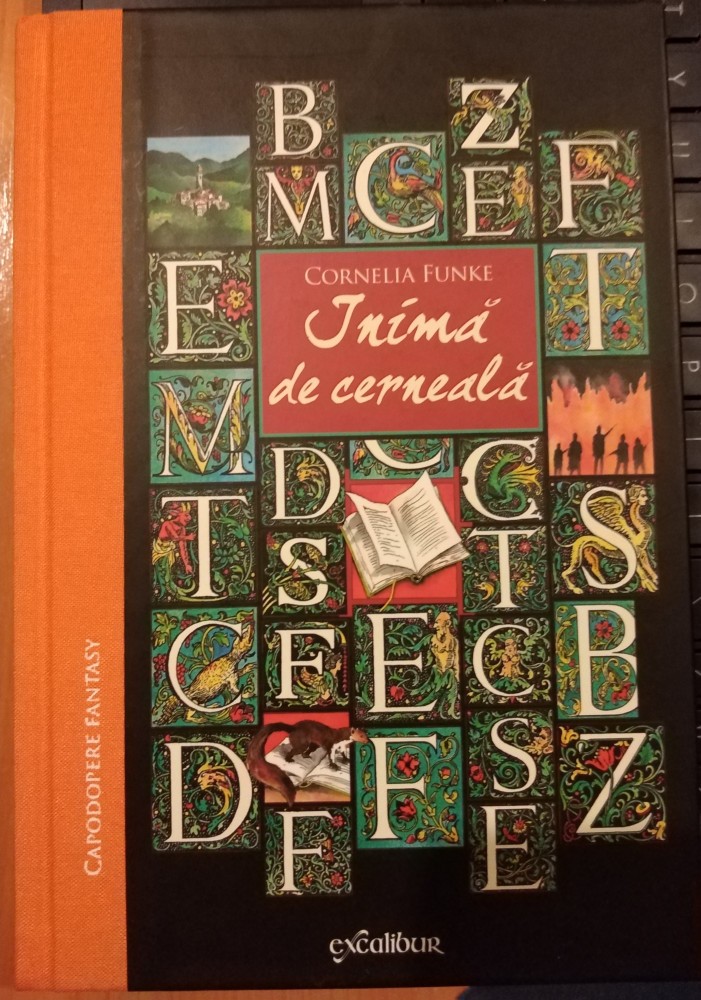 B Z
M C E F
E T
CORNELIA FUNKE
Inimă
de cerneală
M
D C C
T S T S
C F E C B
D F S Z
F E
CAPODOPERE FANTASY
excalibur
T
Y
U
I
O
P